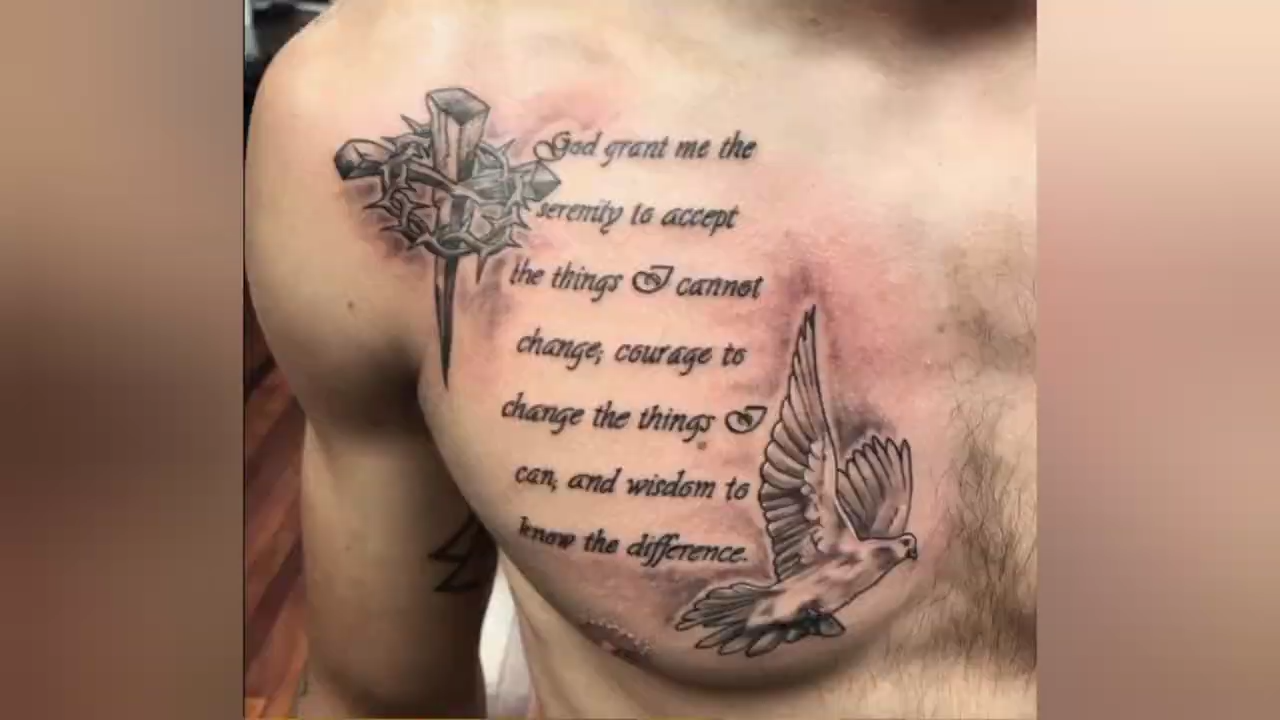 God grant me the
serenity to accept
the things I cannot
change; courage to
change the things I
can; and wisdom to
know the difference.